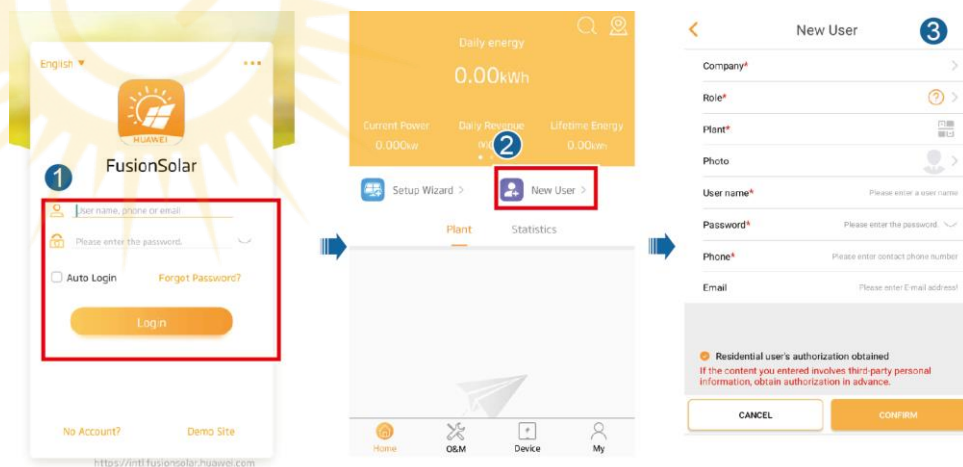 English ▼ •••
HUAWEI
FusionSolar
1
User name, phone or email
Please enter the password.
Auto Login Forgot Password?
Login
No Account? Demo Site
https://intl.fusionsolar.huawei.com
Daily energy
0.00kWh
Current Power Daily Revenue Lifetime Energy
0.000kW 0.00kWh
2
Setup Wizard > New User >
Plant Statistics
Home O&M Device My
New User
3
Company* >
Role* ? >
Plant*
Photo >
User name* Please enter a user name
Password* Please enter the password.
Phone* Please enter contact phone number
Email Please enter E-mail address!
Residential user's authorization obtained
If the content you entered involves third-party personal
information, obtain authorization in advance.
CANCEL CONFIRM